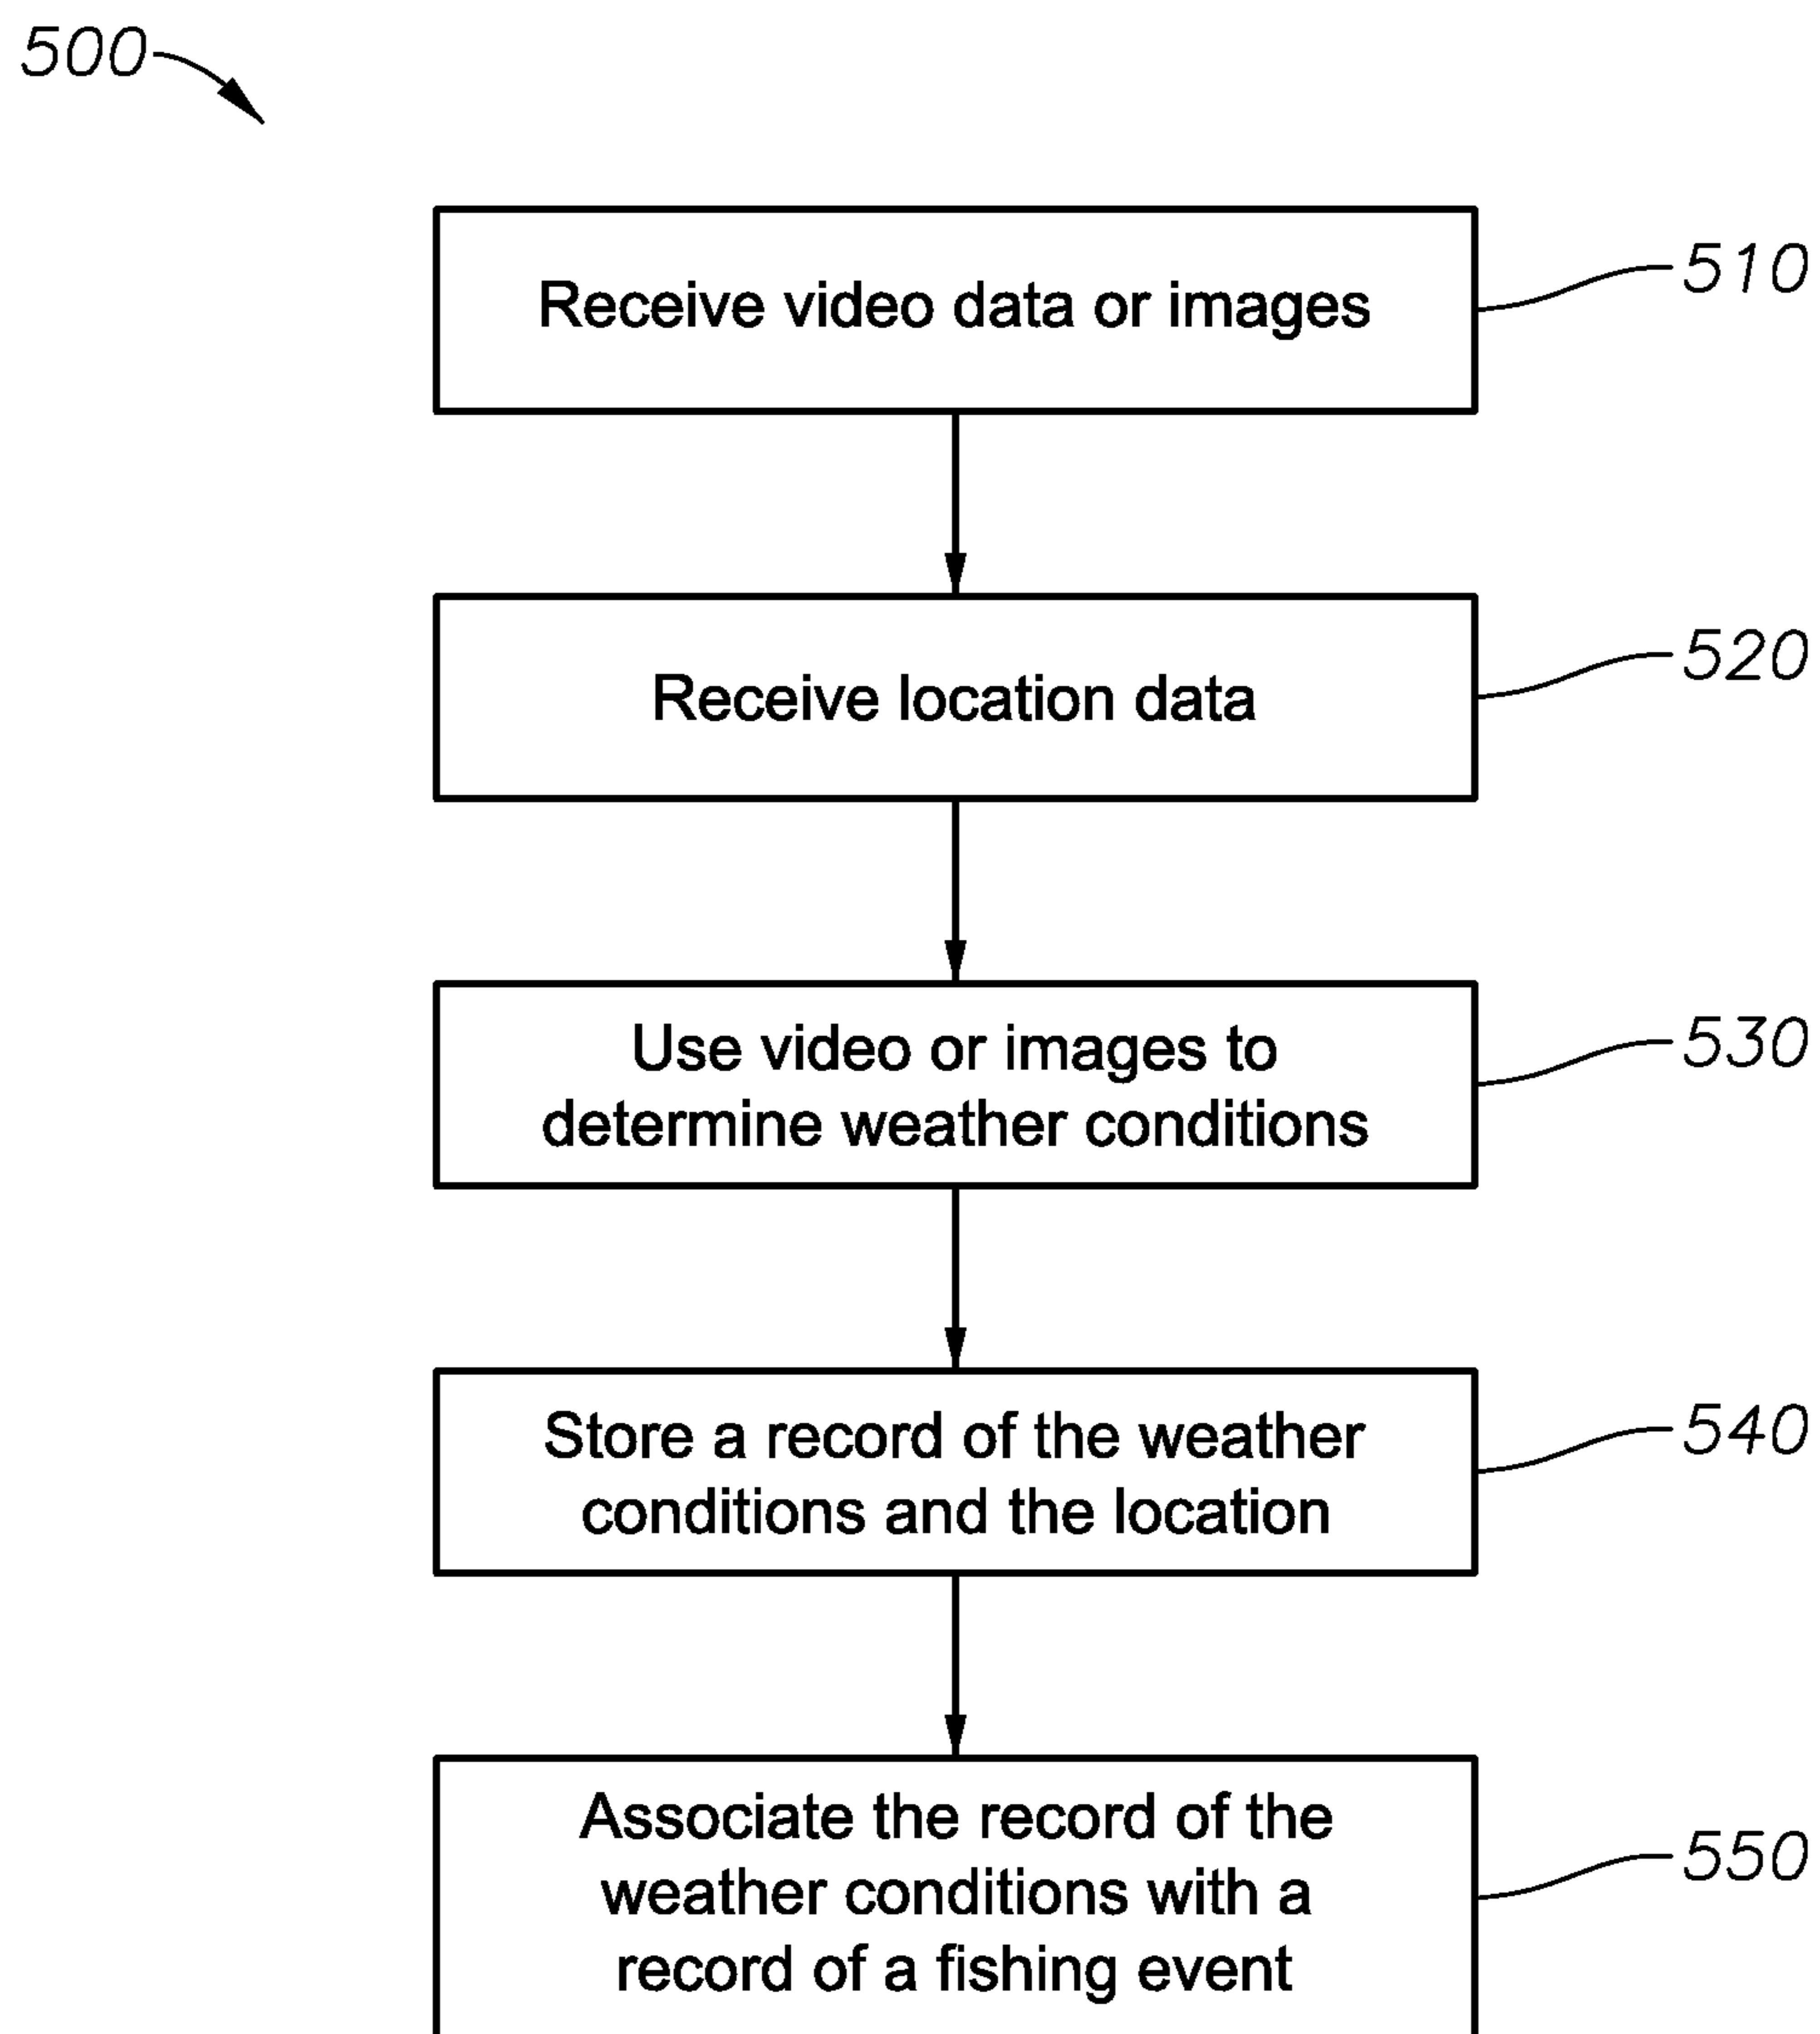 500
Receive video data or images
510
Receive location data
520
Use video or images to
determine weather conditions
530
Store a record of the weather
conditions and the location
540
Associate the record of the
weather conditions with a
record of a fishing event
550